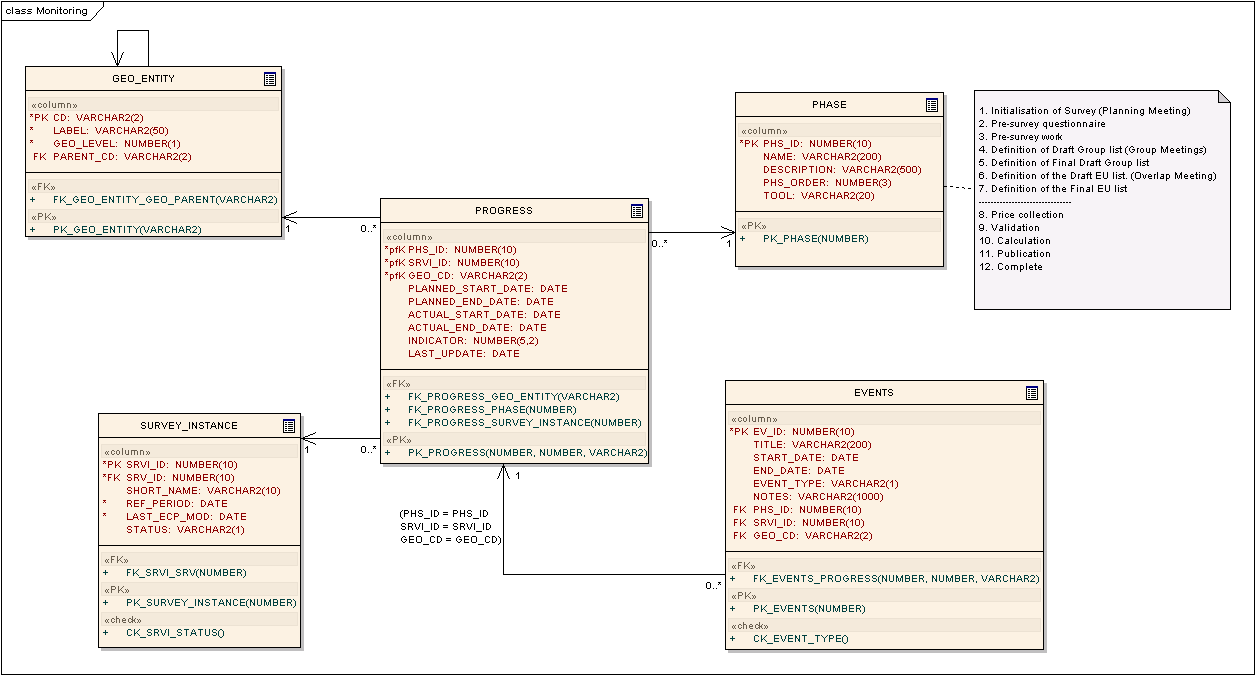 class Monitoring
GEO_ENTITY
«column»
*PK CD: VARCHAR2(2)
* LABEL: VARCHAR2(50)
* GEO_LEVEL: NUMBER(1)
FK PARENT_CD: VARCHAR2(2)
«FK»
+ FK_GEO_ENTITY_GEO_PARENT(VARCHAR2)
«PK»
+ PK_GEO_ENTITY(VARCHAR2)
1
0..*
PROGRESS
«column»
*pfK PHS_ID: NUMBER(10)
*pfK SRVI_ID: NUMBER(10)
*pfK GEO_CD: VARCHAR2(2)
PLANNED_START_DATE: DATE
PLANNED_END_DATE: DATE
ACTUAL_START_DATE: DATE
ACTUAL_END_DATE: DATE
INDICATOR: NUMBER(5,2)
LAST_UPDATE: DATE
«FK»
+ FK_PROGRESS_GEO_ENTITY(VARCHAR2)
+ FK_PROGRESS_PHASE(NUMBER)
+ FK_PROGRESS_SURVEY_INSTANCE(NUMBER)
«PK»
+ PK_PROGRESS(NUMBER, NUMBER, VARCHAR2)
0..*
1
PHASE
«column»
*PK PHS_ID: NUMBER(10)
NAME: VARCHAR2(200)
DESCRIPTION: VARCHAR2(500)
PHS_ORDER: NUMBER(3)
TOOL: VARCHAR2(20)
«PK»
+ PK_PHASE(NUMBER)
1. Initialisation of Survey (Planning Meeting)
2. Pre-survey questionnaire
3. Pre-survey work
4. Definition of Draft Group list (Group Meetings)
5. Definition of Final Draft Group list
6. Definition of the Draft EU list. (Overlap Meeting)
7. Definition of the Final EU list
-------------------------------
8. Price collection
9. Validation
10. Calculation
11. Publication
12. Complete
SURVEY_INSTANCE
«column»
*PK SRVI_ID: NUMBER(10)
*FK SRV_ID: NUMBER(10)
SHORT_NAME: VARCHAR2(10)
* REF_PERIOD: DATE
* LAST_ECP_MOD: DATE
STATUS: VARCHAR2(1)
«FK»
+ FK_SRVI_SRV(NUMBER)
«PK»
+ PK_SURVEY_INSTANCE(NUMBER)
«check»
+ CK_SRVI_STATUS()
1
0..*
1
(PHS_ID = PHS_ID
SRVI_ID = SRVI_ID
GEO_CD = GEO_CD)
0..*
EVENTS
«column»
*PK EV_ID: NUMBER(10)
TITLE: VARCHAR2(200)
START_DATE: DATE
END_DATE: DATE
EVENT_TYPE: VARCHAR2(1)
NOTES: VARCHAR2(1000)
FK PHS_ID: NUMBER(10)
FK SRVI_ID: NUMBER(10)
FK GEO_CD: VARCHAR2(2)
«FK»
+ FK_EVENTS_PROGRESS(NUMBER, NUMBER, VARCHAR2)
«PK»
+ PK_EVENTS(NUMBER)
«check»
+ CK_EVENT_TYPE()